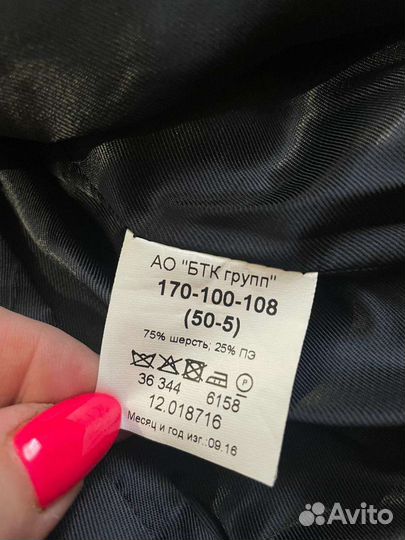 АО "БТК групп"
170-100-108
(50-5)
75% шерсть; 25% ПЭ
P
36 344 6158
12.018716
Месяц и год изг.:09.16
Avito